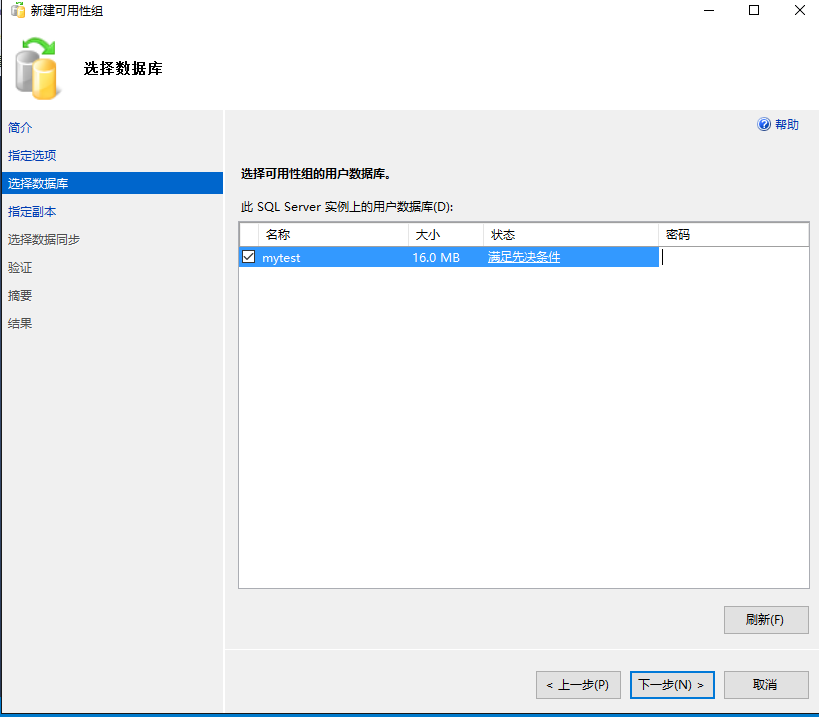 新建可用性组
选择数据库
简介
指定选项
选择数据库
指定副本
选择数据同步
验证
摘要
结果
帮助
选择可用性组的用户数据库。
此 SQL Server 实例上的用户数据库(D):
名称 大小 状态 密码
mytest 16.0 MB 满足先决条件
刷新(F)
< 上一步(P) 下一步(N) > 取消